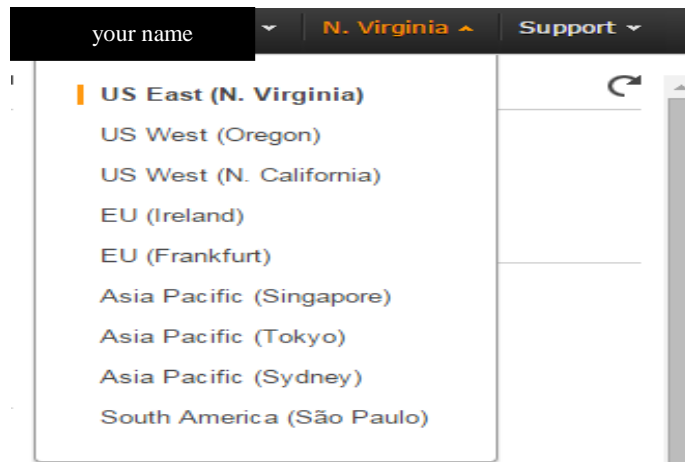 your name N. Virginia Support
US East (N. Virginia)
US West (Oregon)
US West (N. California)
EU (Ireland)
EU (Frankfurt)
Asia Pacific (Singapore)
Asia Pacific (Tokyo)
Asia Pacific (Sydney)
South America (São Paulo)